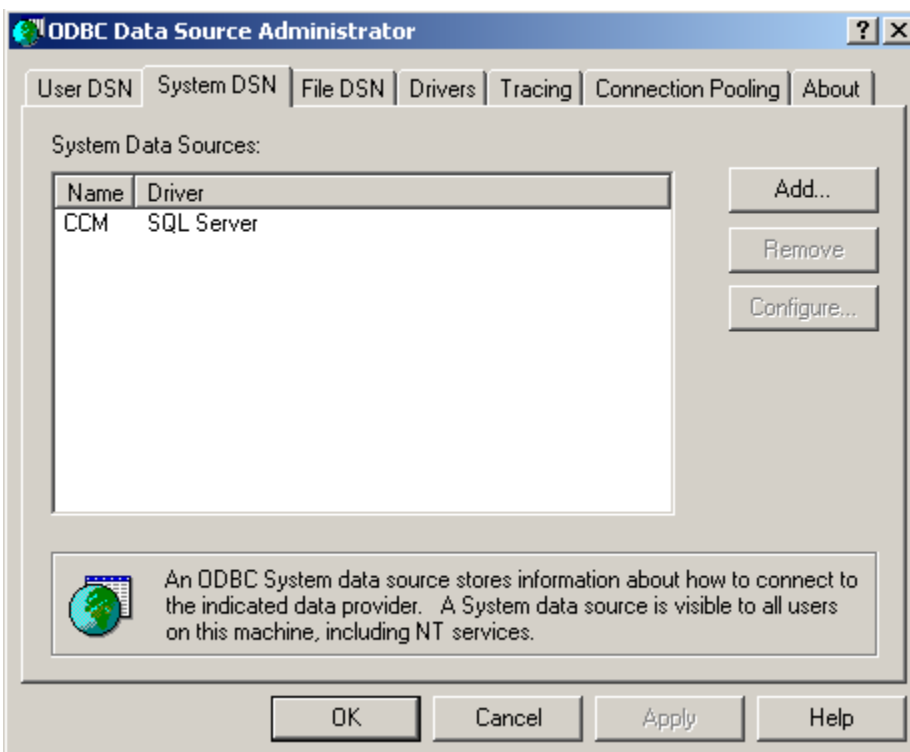 ODBC Data Source Administrator
User DSN System DSN File DSN Drivers Tracing Connection Pooling About
System Data Sources:
Name Driver
CCM SQL Server
Add...
Remove
Configure...
An ODBC System data source stores information about how to connect to
the indicated data provider. A System data source is visible to all users
on this machine, including NT services.
OK Cancel Apply Help